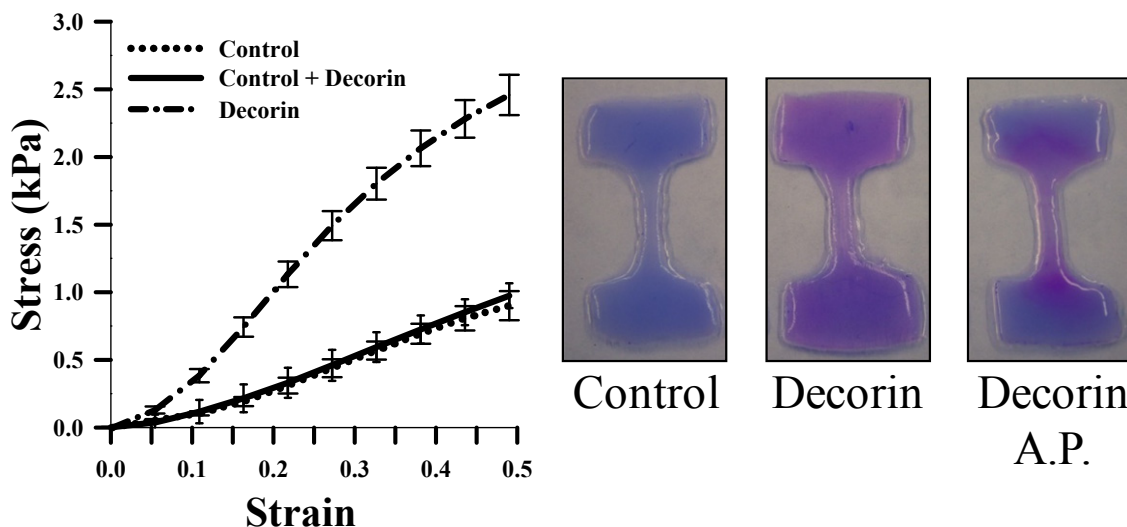 Stress (kPa)
3.0
2.5
2.0
1.5
1.0
0.5
0.0
Control
Control + Decorin
Decorin
0.0 0.1 0.2 0.3 0.4 0.5
Strain
Control
Decorin
Decorin
A.P.